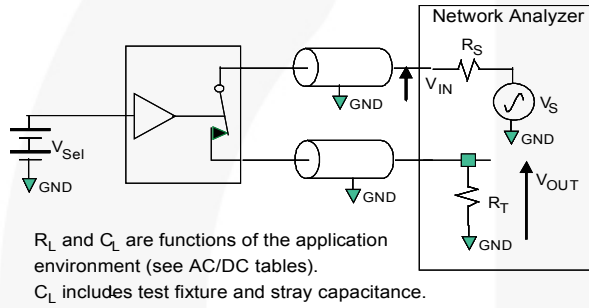 Network Analyzer
R_S
V_IN
GND
V_S
GND
V_Sel
GND
GND
V_OUT
R_T
GND
R_L and C_L are functions of the application
environment (see AC/DC tables).
C_L includes test fixture and stray capacitance.